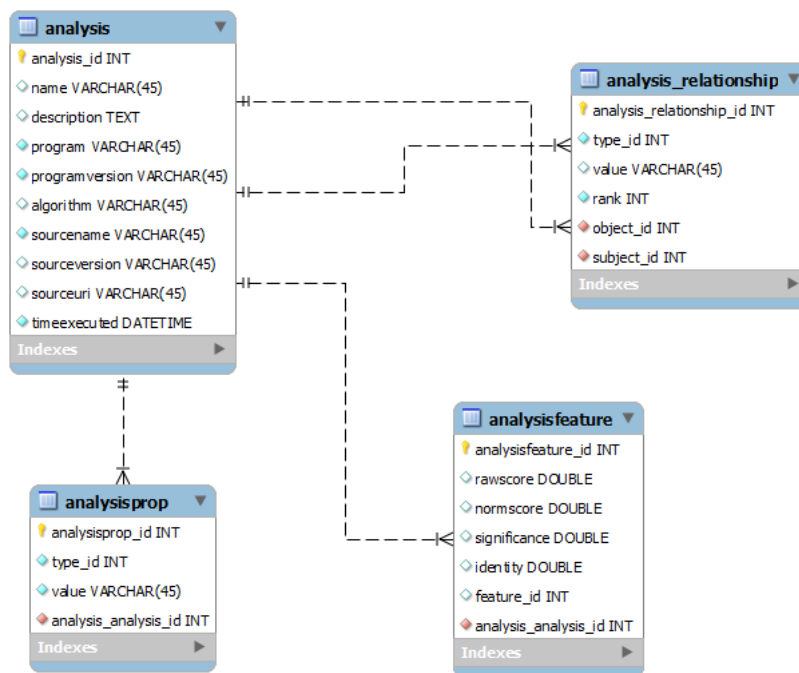 analysis
analysis_id INT
name VARCHAR(45)
description TEXT
program VARCHAR(45)
programversion VARCHAR(45)
algorithm VARCHAR(45)
sourcename VARCHAR(45)
sourceversion VARCHAR(45)
sourceuri VARCHAR(45)
timeexecuted DATETIME
Indexes
analysis_relationship
analysis_relationship_id INT
type_id INT
value VARCHAR(45)
rank INT
object_id INT
subject_id INT
Indexes
analysisfeature
analysisfeature_id INT
rawscore DOUBLE
normscore DOUBLE
significance DOUBLE
identity DOUBLE
feature_id INT
analysis_analysis_id INT
Indexes
analysisprop
analysisprop_id INT
type_id INT
value VARCHAR(45)
analysis_analysis_id INT
Indexes